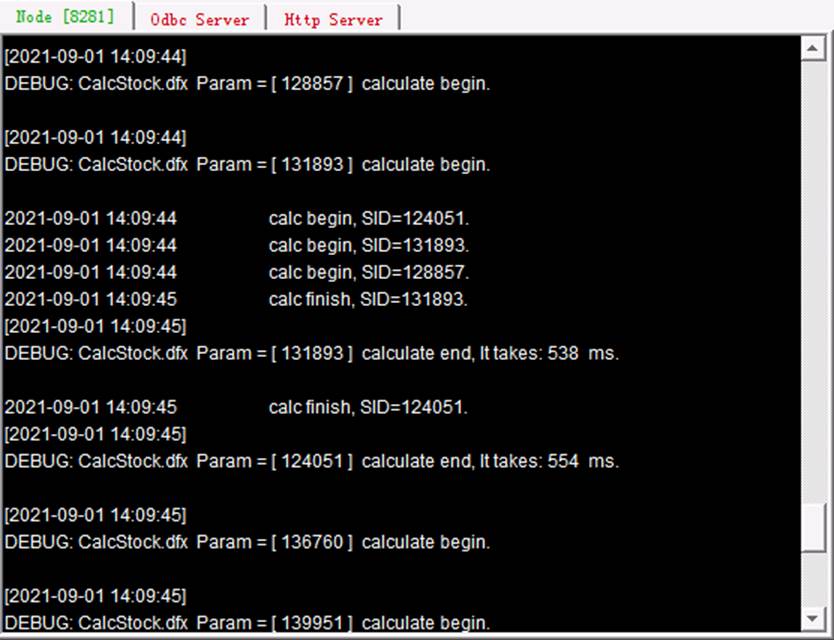 Node [8281] Odbc Server Http Server
[2021-09-01 14:09:44]
DEBUG: CalcStock.dfx Param = [ 128857 ] calculate begin.
[2021-09-01 14:09:44]
DEBUG: CalcStock.dfx Param = [ 131893 ] calculate begin.
2021-09-01 14:09:44 calc begin, SID=124051.
2021-09-01 14:09:44 calc begin, SID=131893.
2021-09-01 14:09:44 calc begin, SID=128857.
2021-09-01 14:09:45 calc finish, SID=131893.
[2021-09-01 14:09:45]
DEBUG: CalcStock.dfx Param = [ 131893 ] calculate end, It takes: 538 ms.
2021-09-01 14:09:45 calc finish, SID=124051.
[2021-09-01 14:09:45]
DEBUG: CalcStock.dfx Param = [ 124051 ] calculate end, It takes: 554 ms.
[2021-09-01 14:09:45]
DEBUG: CalcStock.dfx Param = [ 136760 ] calculate begin.
[2021-09-01 14:09:45]
DEBUG: CalcStock.dfx Param = [ 139951 ] calculate begin.